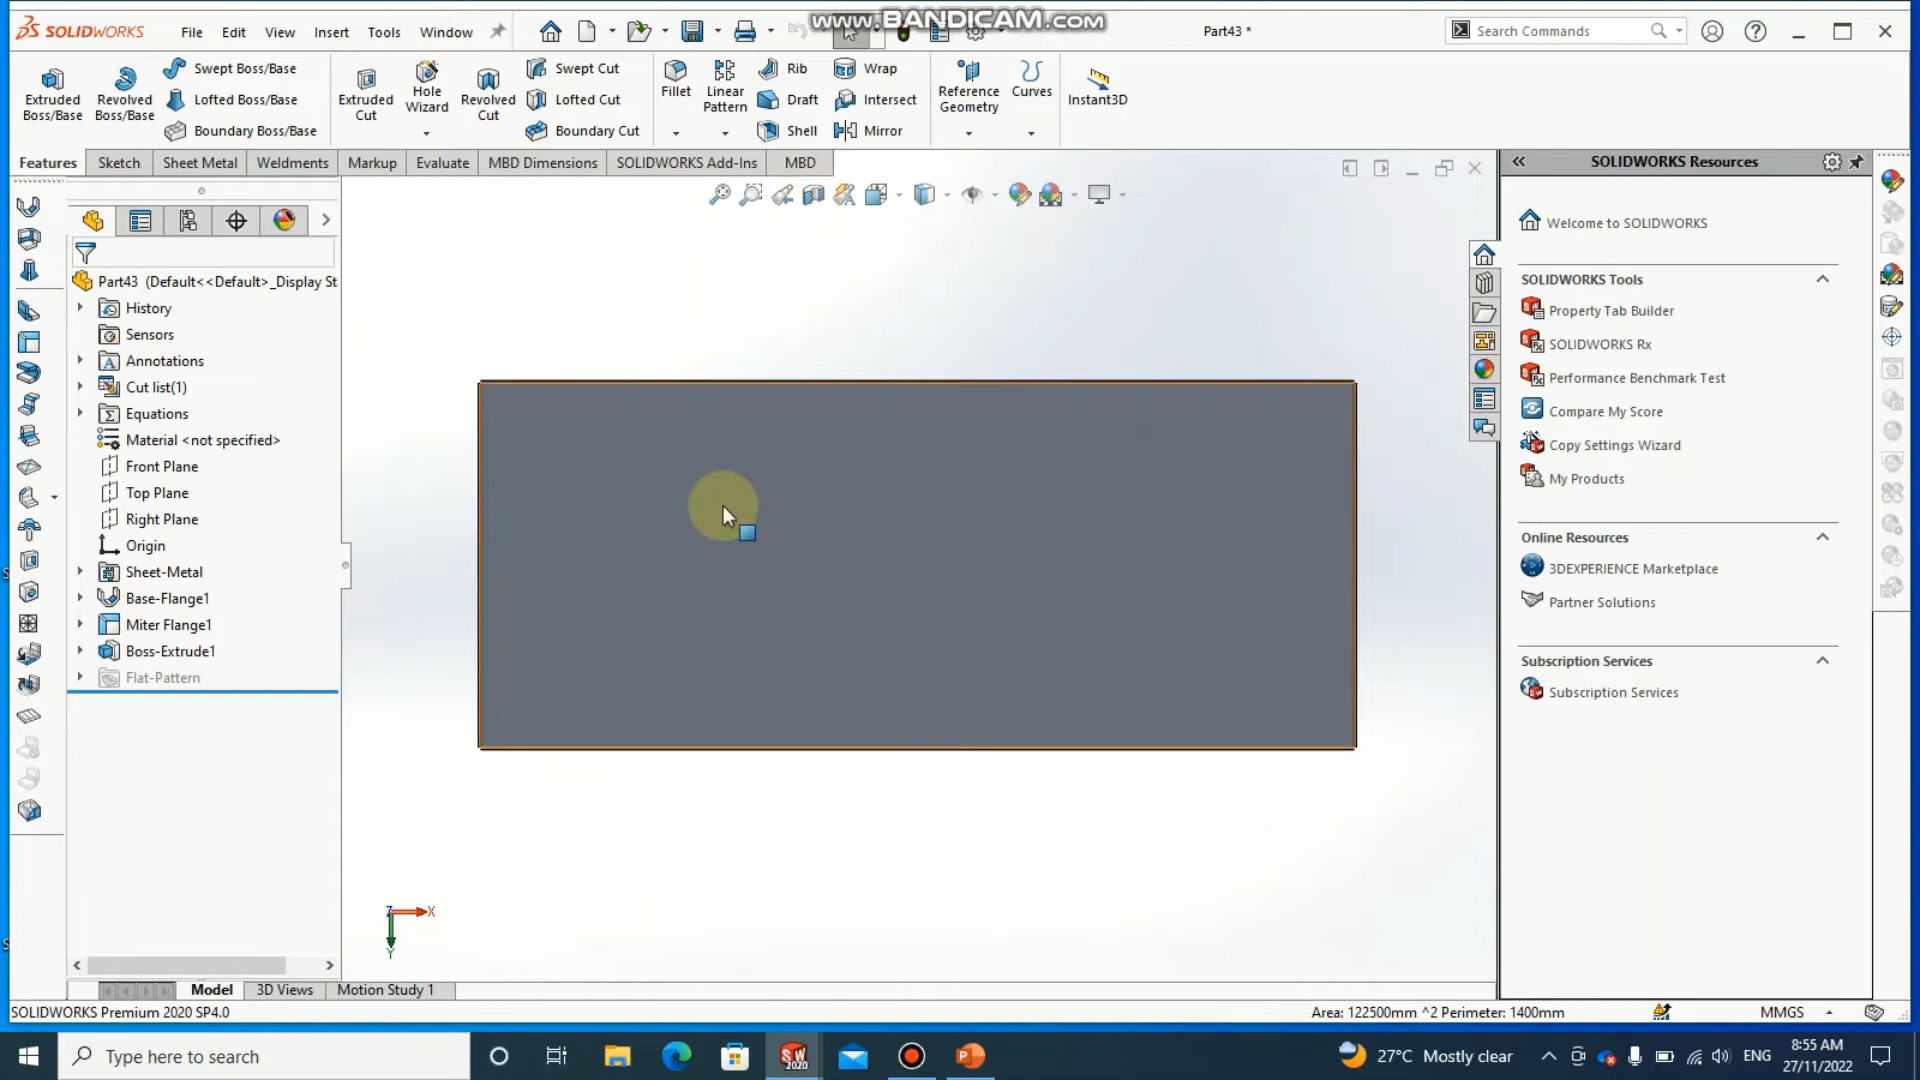 SOLIDWORKS File Edit View Insert Tools Window
www.BANDICAM.com
Part43 *
Search Commands
Extruded Boss/Base
Revolved Boss/Base
Swept Boss/Base
Lofted Boss/Base
Boundary Boss/Base
Extruded Cut
Hole Wizard
Revolved Cut
Swept Cut
Lofted Cut
Boundary Cut
Fillet
Linear Pattern
Rib
Draft
Shell
Wrap
Intersect
Mirror
Reference Geometry
Curves
Instant3D
Features Sketch Sheet Metal Weldments Markup Evaluate MBD Dimensions SOLIDWORKS Add-Ins MBD
Part43 (Default<<Default>_Display St
History
Sensors
Annotations
Cut list(1)
Equations
Material <not specified>
Front Plane
Top Plane
Right Plane
Origin
Sheet-Metal
Base-Flange1
Miter Flange1
Boss-Extrude1
Flat-Pattern
Z X
Y
SOLIDWORKS Resources
Welcome to SOLIDWORKS
SOLIDWORKS Tools
Property Tab Builder
SOLIDWORKS Rx
Performance Benchmark Test
Compare My Score
Copy Settings Wizard
My Products
Online Resources
3DEXPERIENCE Marketplace
Partner Solutions
Subscription Services
Subscription Services
Model 3D Views Motion Study 1
SOLIDWORKS Premium 2020 SP4.0
Area: 122500mm ^2 Perimeter: 1400mm
MMGS
Type here to search
SW 2020
27°C Mostly clear
ENG
8:55 AM
27/11/2022